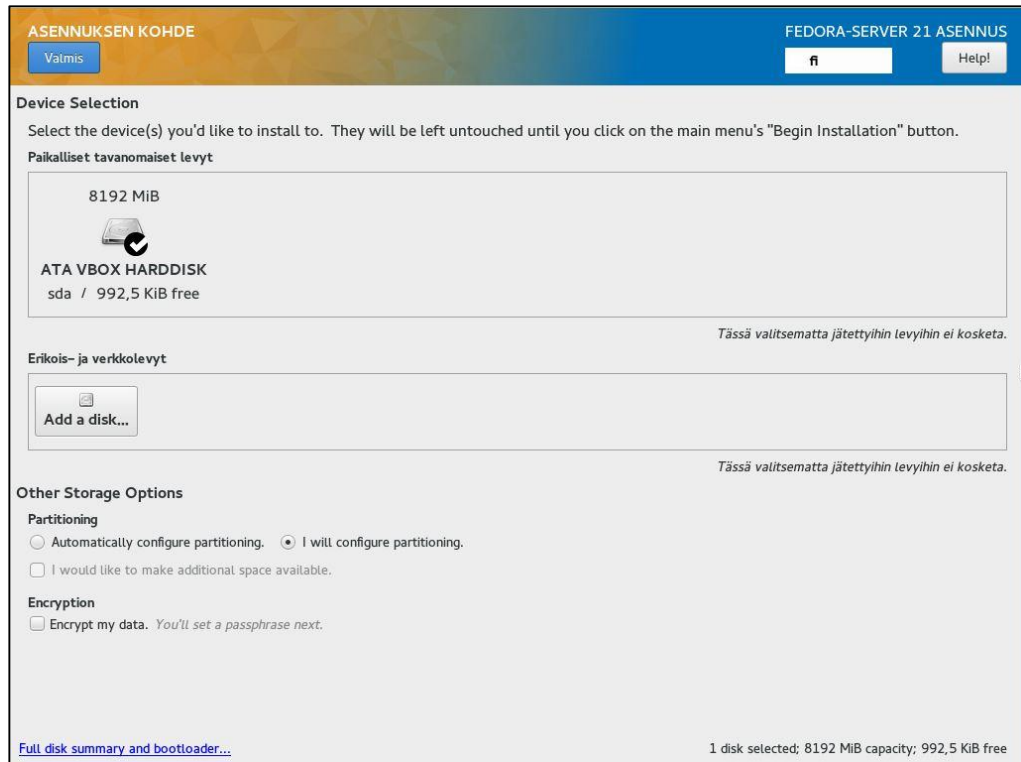 ASENNUKSEN KOHDE
FEDORA-SERVER 21 ASENNUS
Valmis
fi
Help!
Device Selection
Select the device(s) you'd like to install to. They will be left untouched until you click on the main menu's "Begin Installation" button.
Paikalliset tavanomaiset levyt
8192 MiB
ATA VBOX HARDDISK
sda / 992,5 KiB free
Tässä valitsematta jätettyihin levyihin ei kosketa.
Erikois- ja verkkolevyt
Add a disk...
Tässä valitsematta jätettyihin levyihin ei kosketa.
Other Storage Options
Partitioning
Automatically configure partitioning. I will configure partitioning.
I would like to make additional space available.
Encryption
Encrypt my data. You'll set a passphrase next.
Full disk summary and bootloader... 1 disk selected; 8192 MiB capacity; 992,5 KiB free